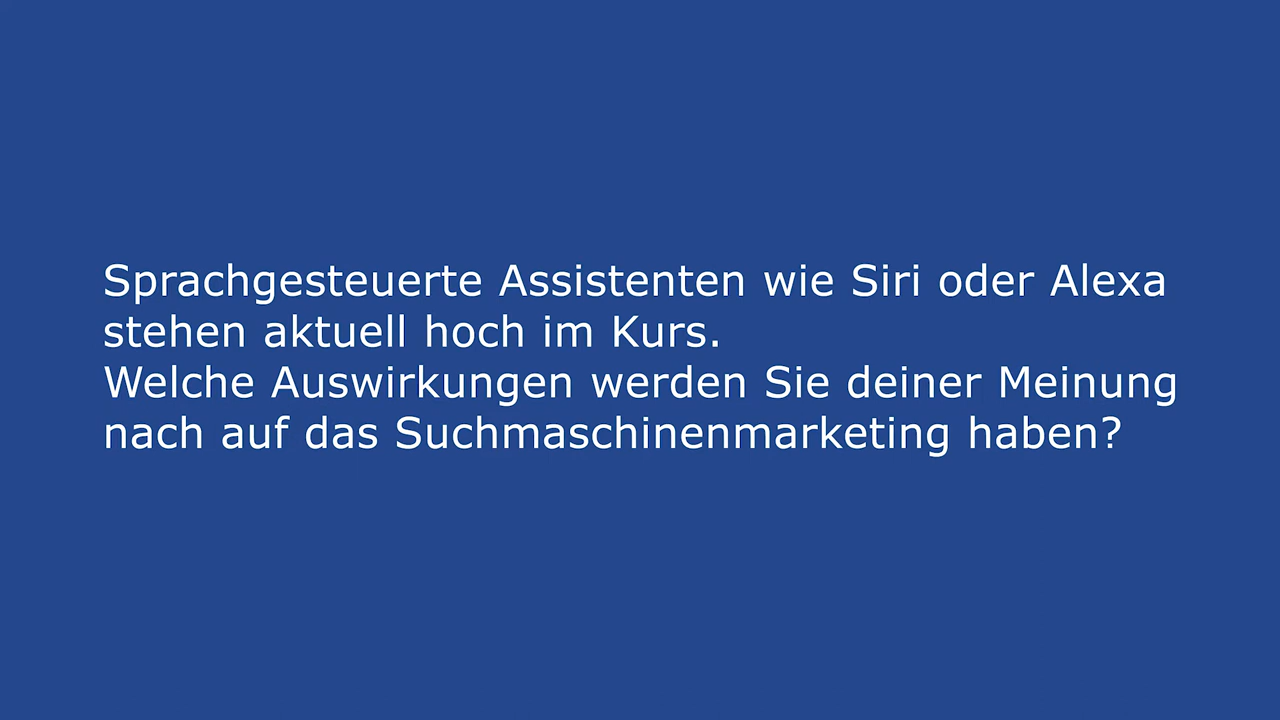 Sprachgesteuerte Assistenten wie Siri oder Alexa
stehen aktuell hoch im Kurs.
Welche Auswirkungen werden Sie deiner Meinung
nach auf das Suchmaschinenmarketing haben?